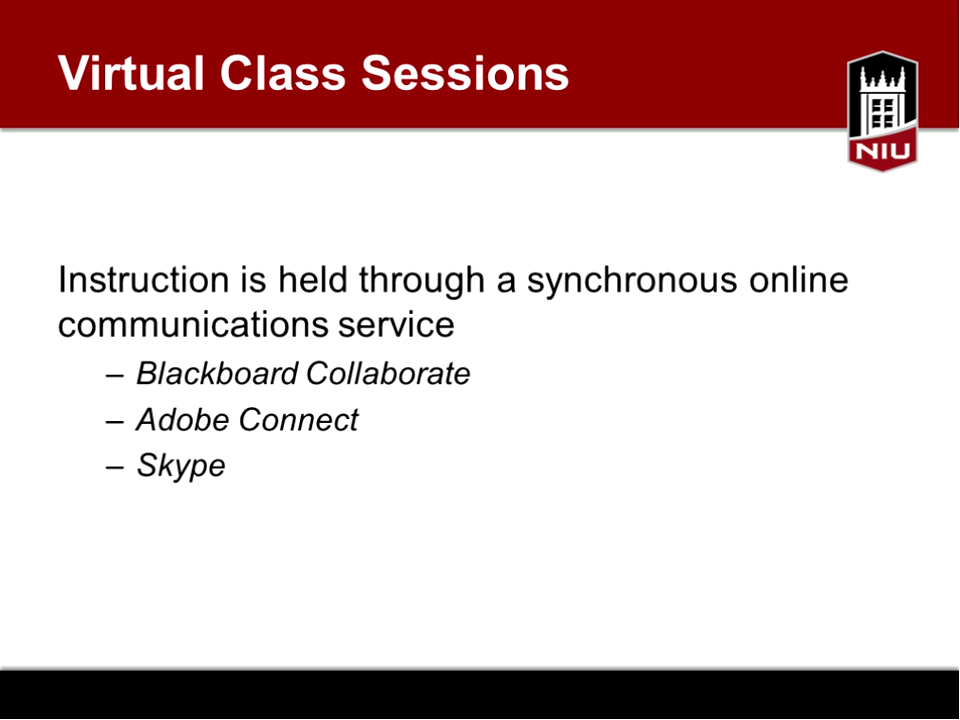 Virtual Class Sessions
NIU
Instruction is held through a synchronous online
communications service
– Blackboard Collaborate
– Adobe Connect
– Skype